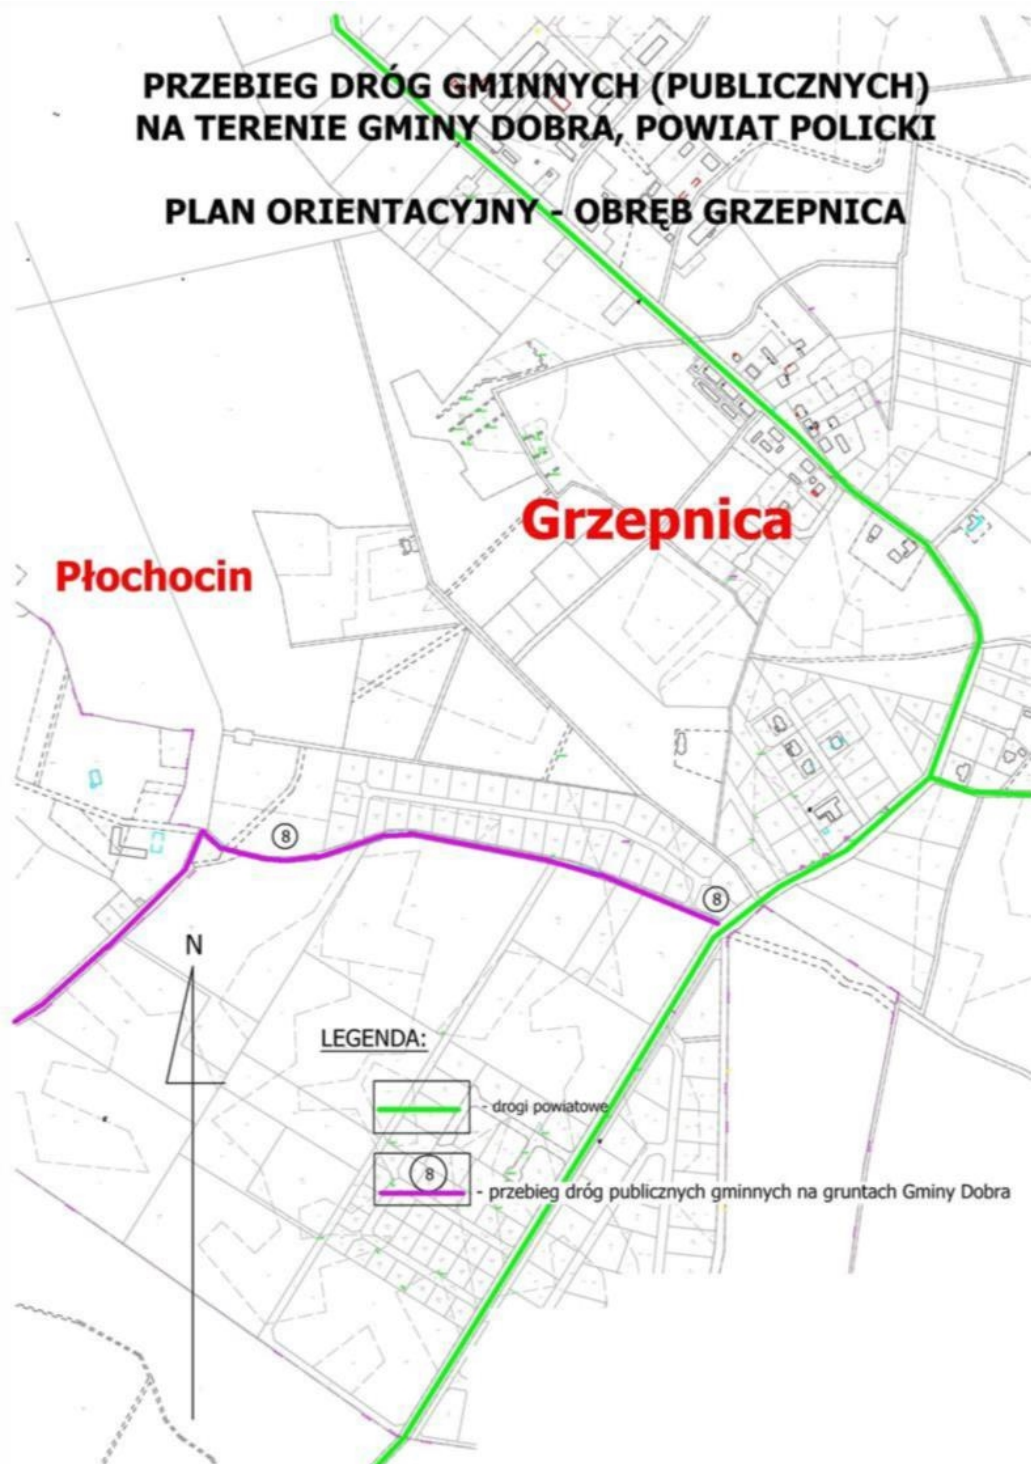 PRZEBIEG DRÓG GMINNYCH (PUBLICZNYCH)
NA TERENIE GMINY DOBRA, POWIAT POLICKI
PLAN ORIENTACYJNY - OBRĘB GRZEPNICA
Grzepnica
Płochocin
8
8
N
LEGENDA:
- drogi powiatowe
8
- przebieg dróg publicznych gminnych na gruntach Gminy Dobra